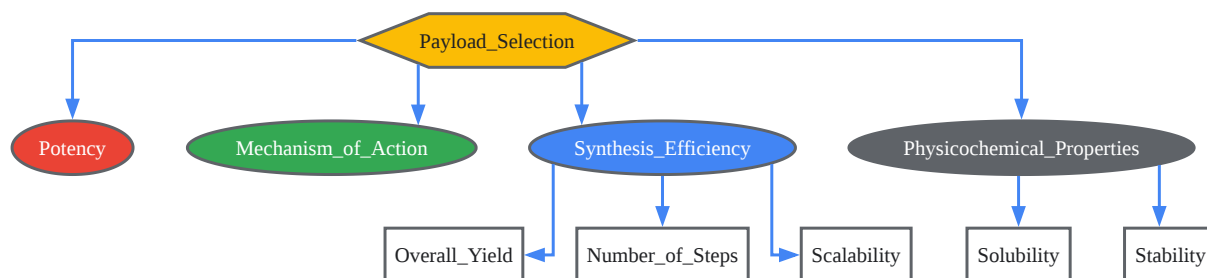 Payload_Selection
Potency
Mechanism_of_Action
Synthesis_Efficiency
Physicochemical_Properties
Overall_Yield
Number_of_Steps
Scalability
Solubility
Stability